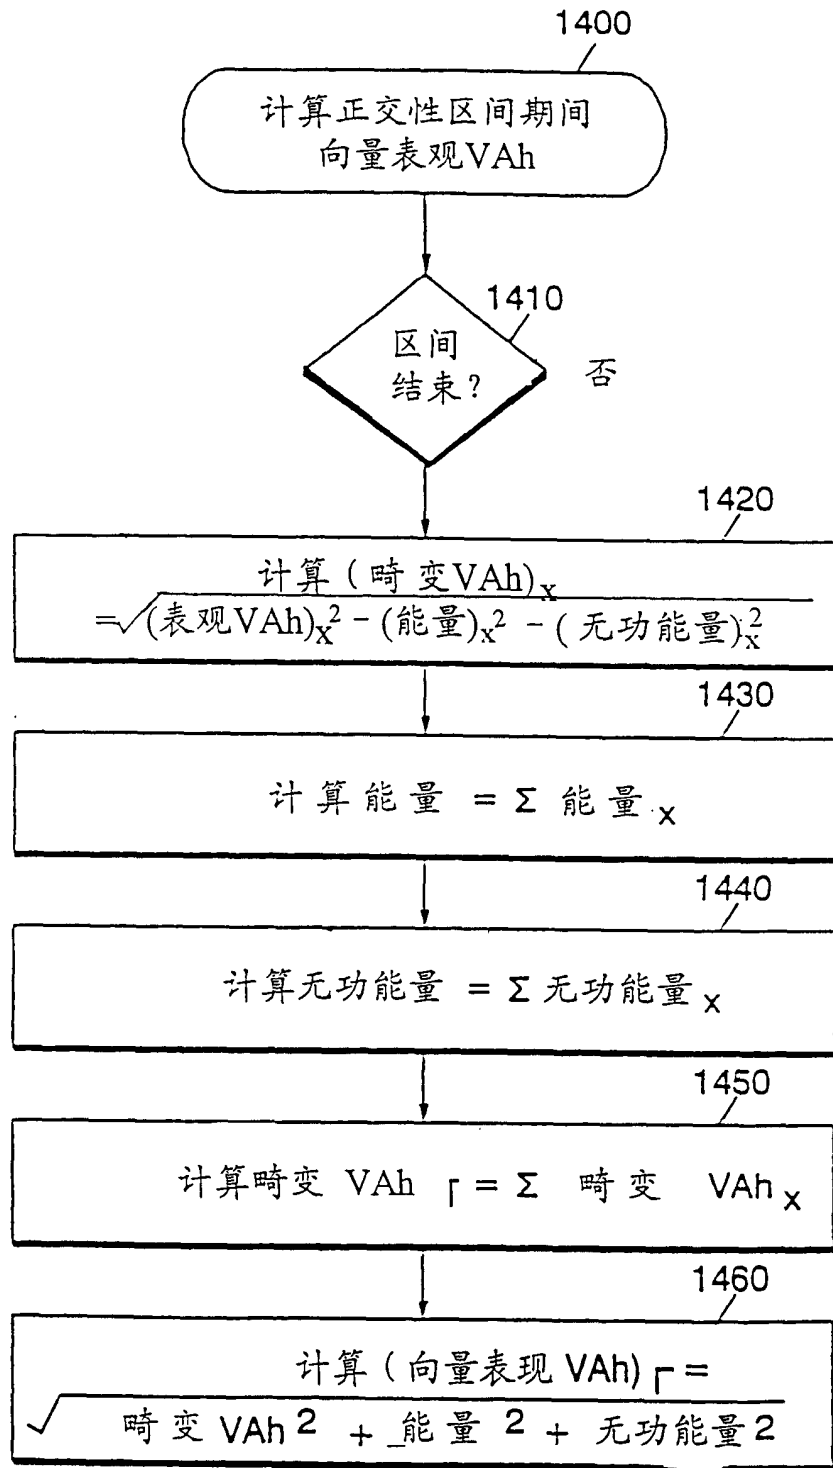 1400
计算正交性区间期间
向量表观VAh
1410
区间
结束?
否
1420
计算(畸变VAh)x
=√(表观VAh)x² - (能量)x² - (无功能量)x²
1430
计算能量 = Σ 能量 x
1440
计算无功能量 = Σ 无功能量 x
1450
计算畸变 VAh Γ = Σ 畸变 VAh x
1460
计算(向量表现 VAh) Γ =
√畸变 VAh² + 能量² + 无功能量²